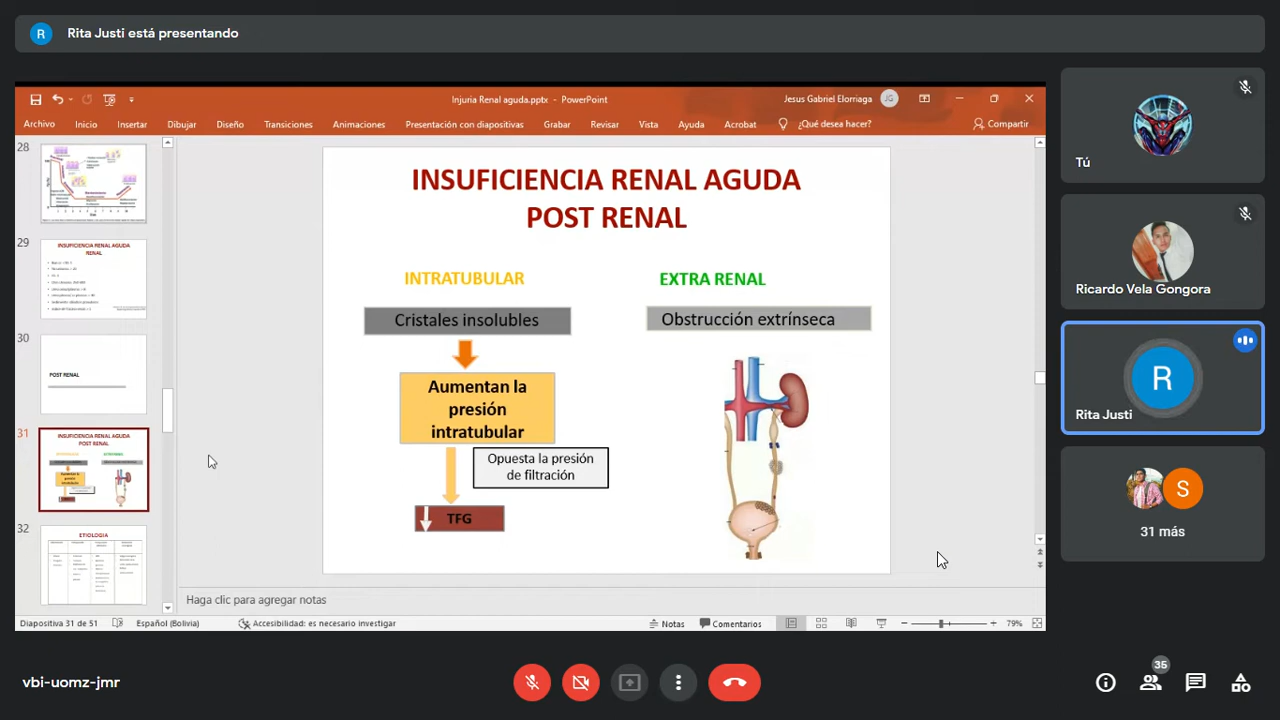 R
Rita Justi está presentando
Injuria Renal aguda.pptx - PowerPoint
Jesus Gabriel Elorriaga
JG
Archivo
Inicio
Insertar
Dibujar
Diseño
Transiciones
Animaciones
Presentación con diapositivas
Grabar
Revisar
Vista
Ayuda
Acrobat
¿Qué desea hacer?
Compartir
28
29
INSUFICIENCIA RENAL AGUDA
RENAL
30
POST RENAL
31
INSUFICIENCIA RENAL AGUDA
POST RENAL
32
ETIOLOGIA
INSUFICIENCIA RENAL AGUDA
POST RENAL
INTRATUBULAR
EXTRA RENAL
Cristales insolubles
Obstrucción extrínseca
Aumentan la
presión
intratubular
Opuesta la presión
de filtración
TFG
Haga clic para agregar notas
Diapositiva 31 de 51
Español (Bolivia)
Accesibilidad: es necesario investigar
Notas
Comentarios
79%
Tú
Ricardo Vela Gongora
R
Rita Justi
S
31 más
vbi-uomz-jmr
35